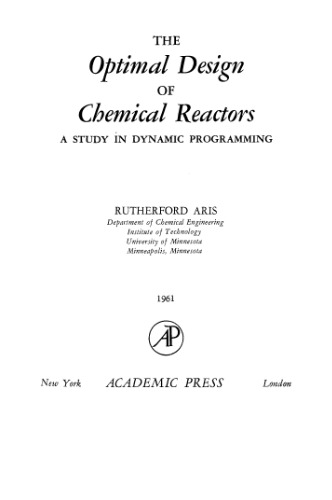 THE
Optimal Design
OF
Chemical Reactors
A STUDY IN DYNAMIC PROGRAMMING
RUTHERFORD ARIS
Department of Chemical Engineering
Institute of Technology
University of Minnesota
Minneapolis, Minnesota
1961
AP
New York ACADEMIC PRESS London